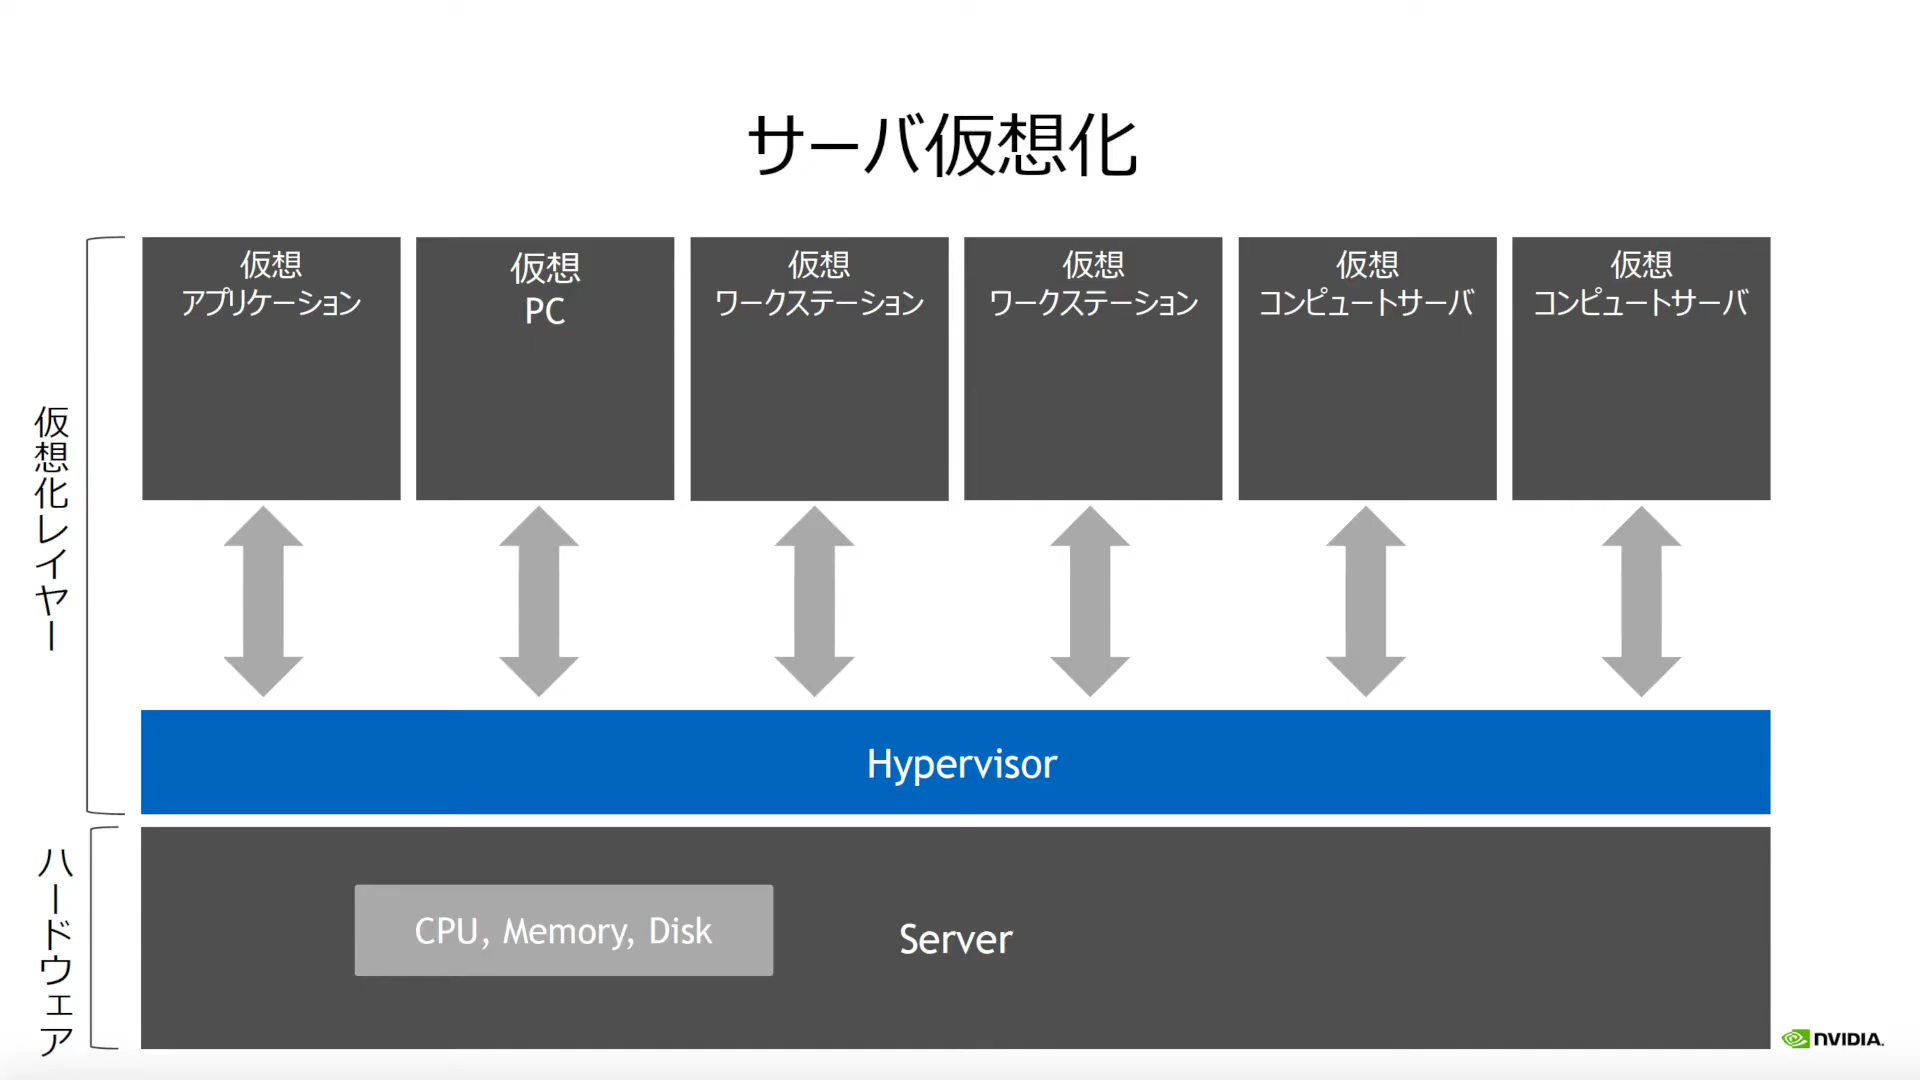 サーバ仮想化
仮想
アプリケーション
仮想
PC
仮想
ワークステーション
仮想
ワークステーション
仮想
コンピュートサーバ
仮想
コンピュートサーバ
仮想化レイヤー
Hypervisor
ハードウェア
CPU, Memory, Disk
Server
NVIDIA.